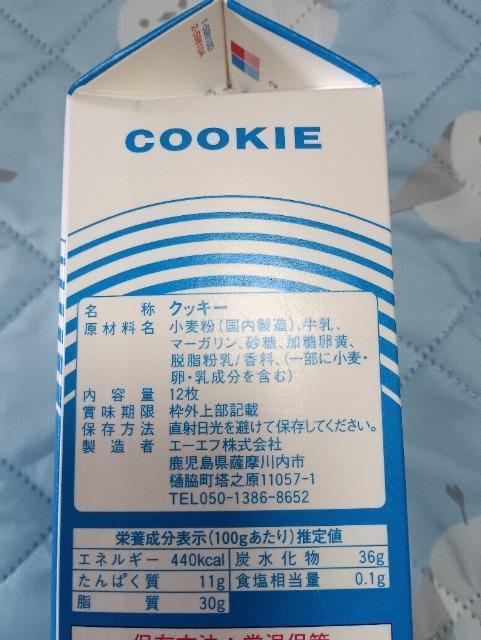 COOKIE
名称 クッキー
原材料名 小麦粉(国内製造)、牛乳、
マーガリン、砂糖、加糖卵黄、
脱脂粉乳/香料、(一部に小麦・
卵・乳成分を含む)
内容量 12枚
賞味期限 枠外上部記載
保存方法 直射日光を避けて保存してください。
製造者 エーエフ株式会社
鹿児島県薩摩川内市
樋脇町塔之原11057-1
TEL050-1386-8652
栄養成分表示(100gあたり)推定値
エネルギー 440kcal 炭水化物 36g
たんぱく質 11g 食塩相当量 0.1g
脂質 30g
保存方法:常温保管